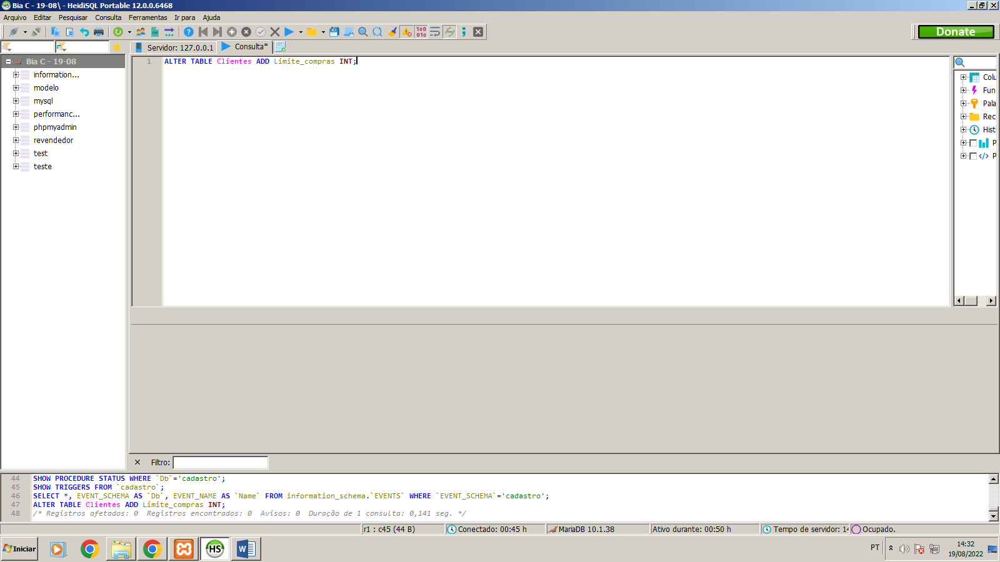 Bia C - 19-08\ - HeidiSQL Portable 12.0.0.6468
Arquivo Editar Pesquisar Consulta Ferramentas Ir para Ajuda
Donate
Servidor: 127.0.0.1 Consulta*
Bia C - 19-08
information...
modelo
mysql
performanc...
phpmyadmin
revendedor
test
teste
1 ALTER TABLE Clientes ADD Limite_compras INT;
Colu
Fun
Pala
Rec
Hist
P
P
Filtro:
44 SHOW PROCEDURE STATUS WHERE `Db`='cadastro';
45 SHOW TRIGGERS FROM `cadastro`;
46 SELECT *, EVENT_SCHEMA AS `Db`, EVENT_NAME AS `Name` FROM information_schema.`EVENTS` WHERE `EVENT_SCHEMA`='cadastro';
47 ALTER TABLE Clientes ADD Limite_compras INT;
48 /* Registros afetados: 0 Registros encontrados: 0 Avisos: 0 Duração de 1 consulta: 0,141 seg. */
r1 : c45 (44 B) Conectado: 00:45 h MariaDB 10.1.38 Ativo durante: 00:50 h Tempo de servidor: 14 Ocupado.
Iniciar HS W PT 14:32
19/08/2022